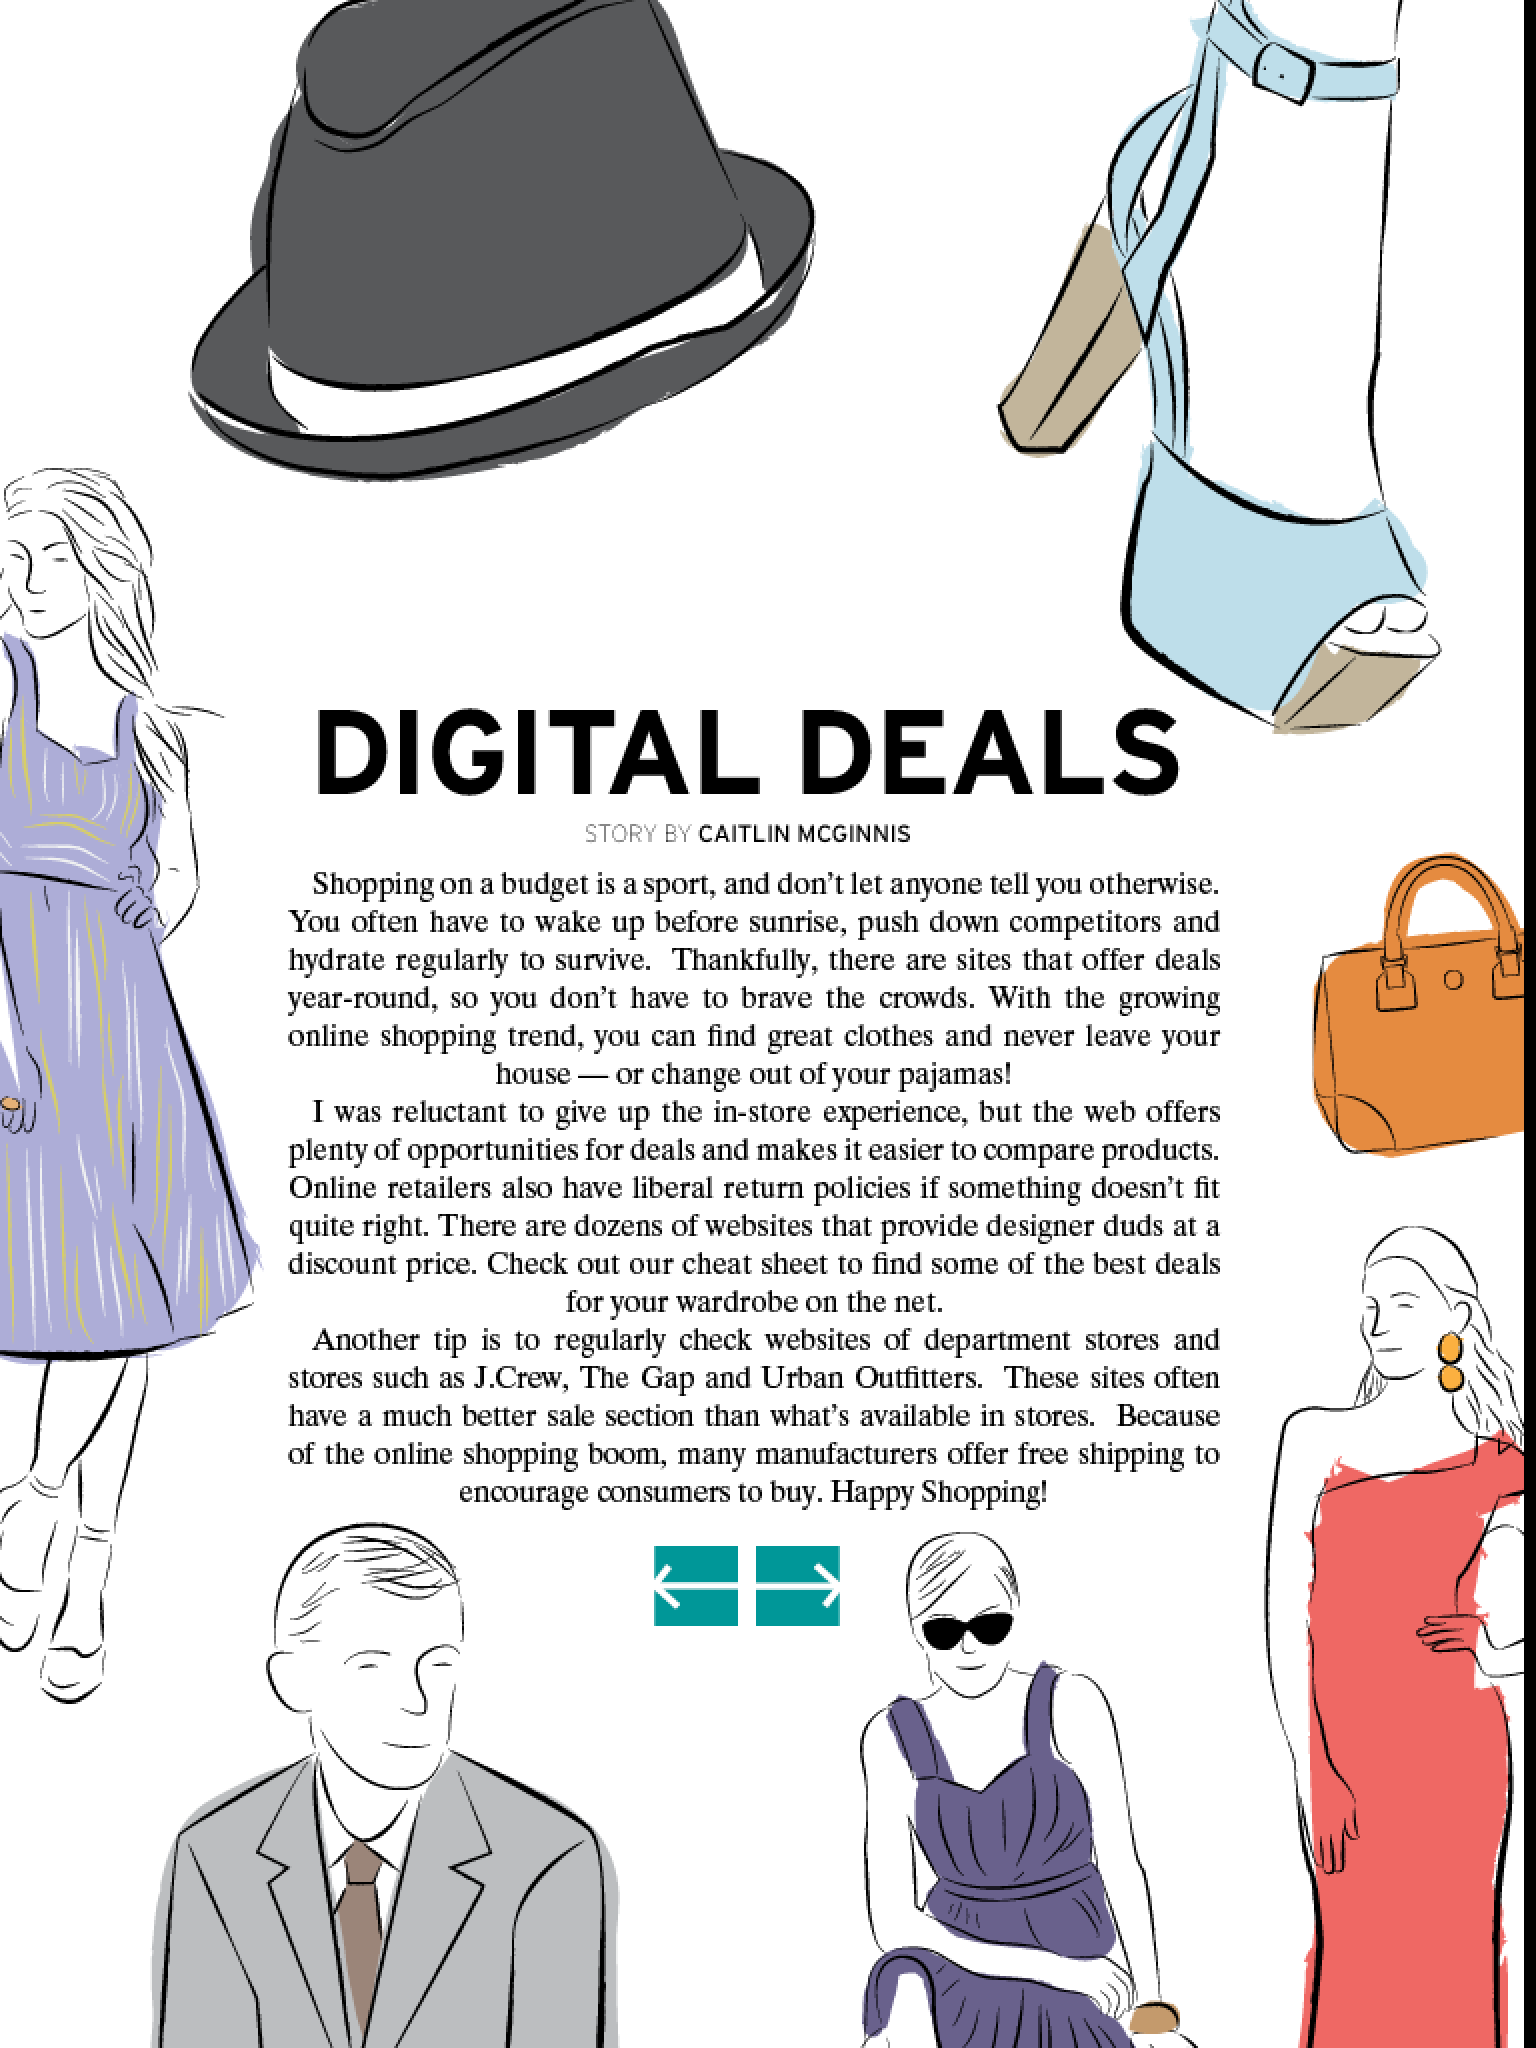 DIGITAL DEALS
STORY BY CAITLIN MCGINNIS
Shopping on a budget is a sport, and don’t let anyone tell you otherwise.
You often have to wake up before sunrise, push down competitors and
hydrate regularly to survive.  Thankfully, there are sites that offer deals
year-round, so you don’t have to brave the crowds. With the growing
online shopping trend, you can find great clothes and never leave your
house — or change out of your pajamas!
I was reluctant to give up the in-store experience, but the web offers
plenty of opportunities for deals and makes it easier to compare products.
Online retailers also have liberal return policies if something doesn’t fit
quite right. There are dozens of websites that provide designer duds at a
discount price. Check out our cheat sheet to find some of the best deals
for your wardrobe on the net.
Another tip is to regularly check websites of department stores and
stores such as J.Crew, The Gap and Urban Outfitters.  These sites often
have a much better sale section than what’s available in stores.  Because
of the online shopping boom, many manufacturers offer free shipping to
encourage consumers to buy. Happy Shopping!